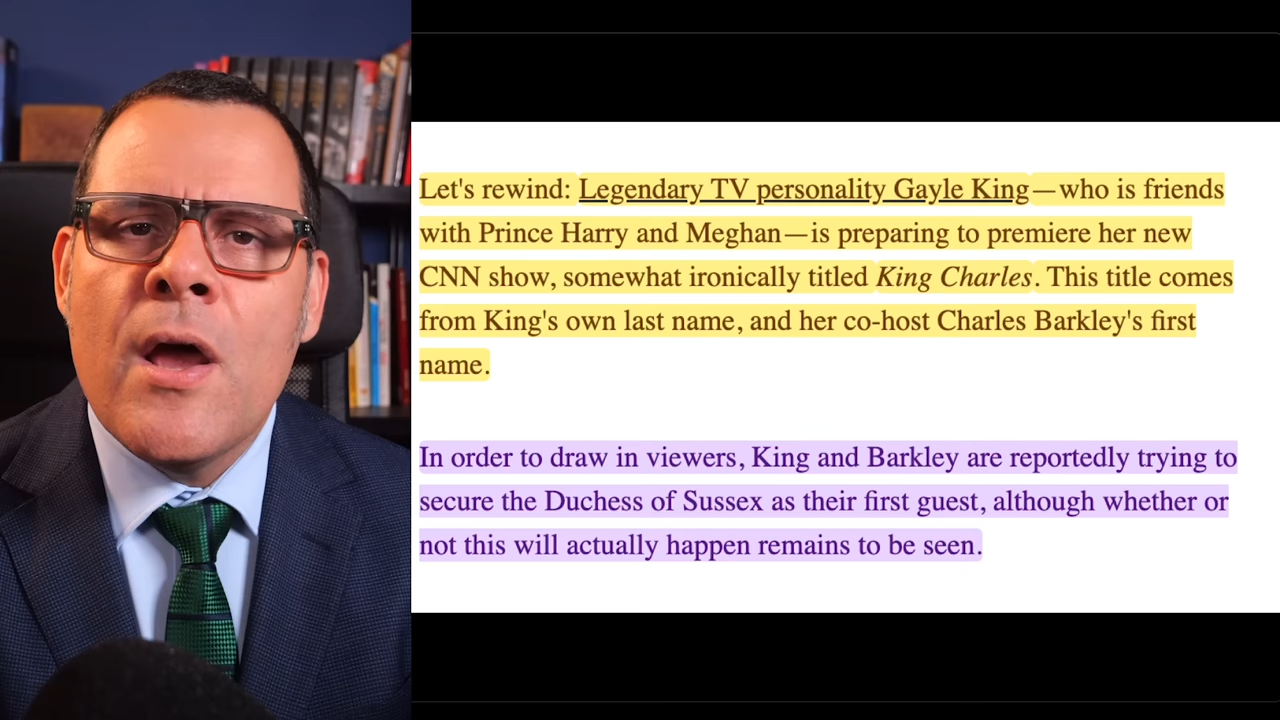 Let's rewind: Legendary TV personality Gayle King—who is friends
with Prince Harry and Meghan—is preparing to premiere her new
CNN show, somewhat ironically titled King Charles. This title comes
from King's own last name, and her co-host Charles Barkley's first
name.
In order to draw in viewers, King and Barkley are reportedly trying to
secure the Duchess of Sussex as their first guest, although whether or
not this will actually happen remains to be seen.